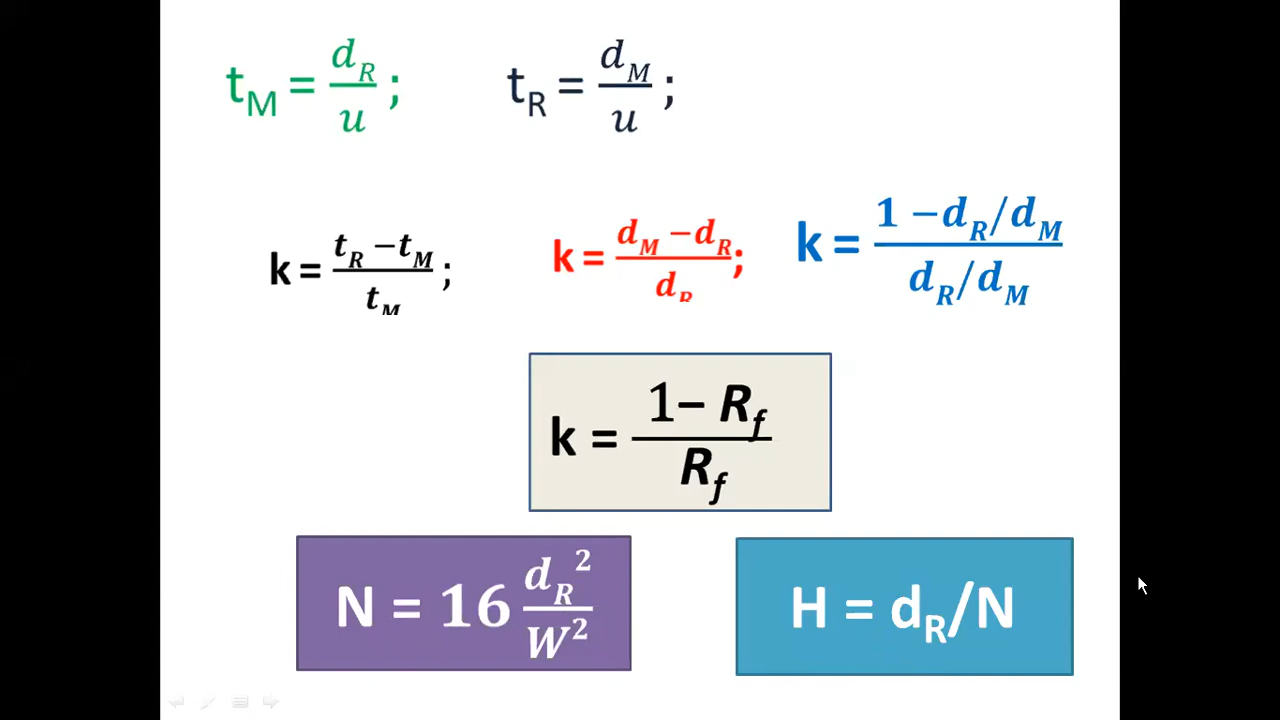 t_M = d_R/u ; t_R = d_M/u ;
k = (t_R − t_M)/t_M ; k = (d_M − d_R)/d_R ; k = (1 − d_R/d_M)/(d_R/d_M)
k = (1 − R_f)/R_f
N = 16 d_R²/W² H = d_R/N